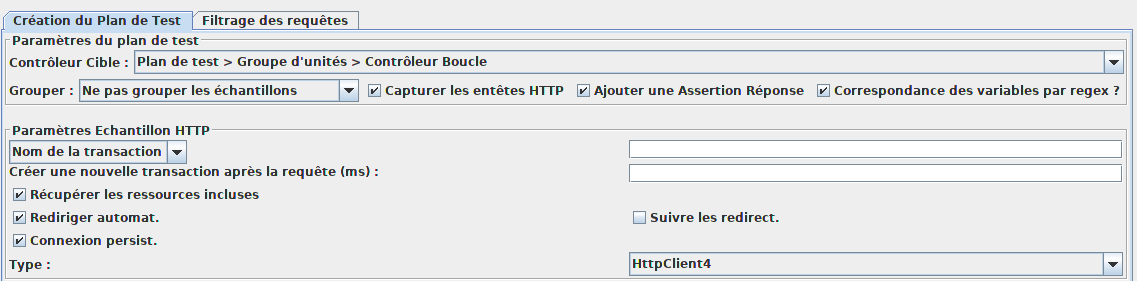 Création du Plan de Test Filtrage des requêtes
Paramètres du plan de test
Contrôleur Cible : Plan de test > Groupe d'unités > Contrôleur Boucle
Grouper : Ne pas grouper les échantillons Capturer les entêtes HTTP Ajouter une Assertion Réponse Correspondance des variables par regex ?
Paramètres Echantillon HTTP
Nom de la transaction
Créer une nouvelle transaction après la requête (ms) :
Récupérer les ressources incluses
Rediriger automat. Suivre les redirect.
Connexion persist.
Type : HttpClient4